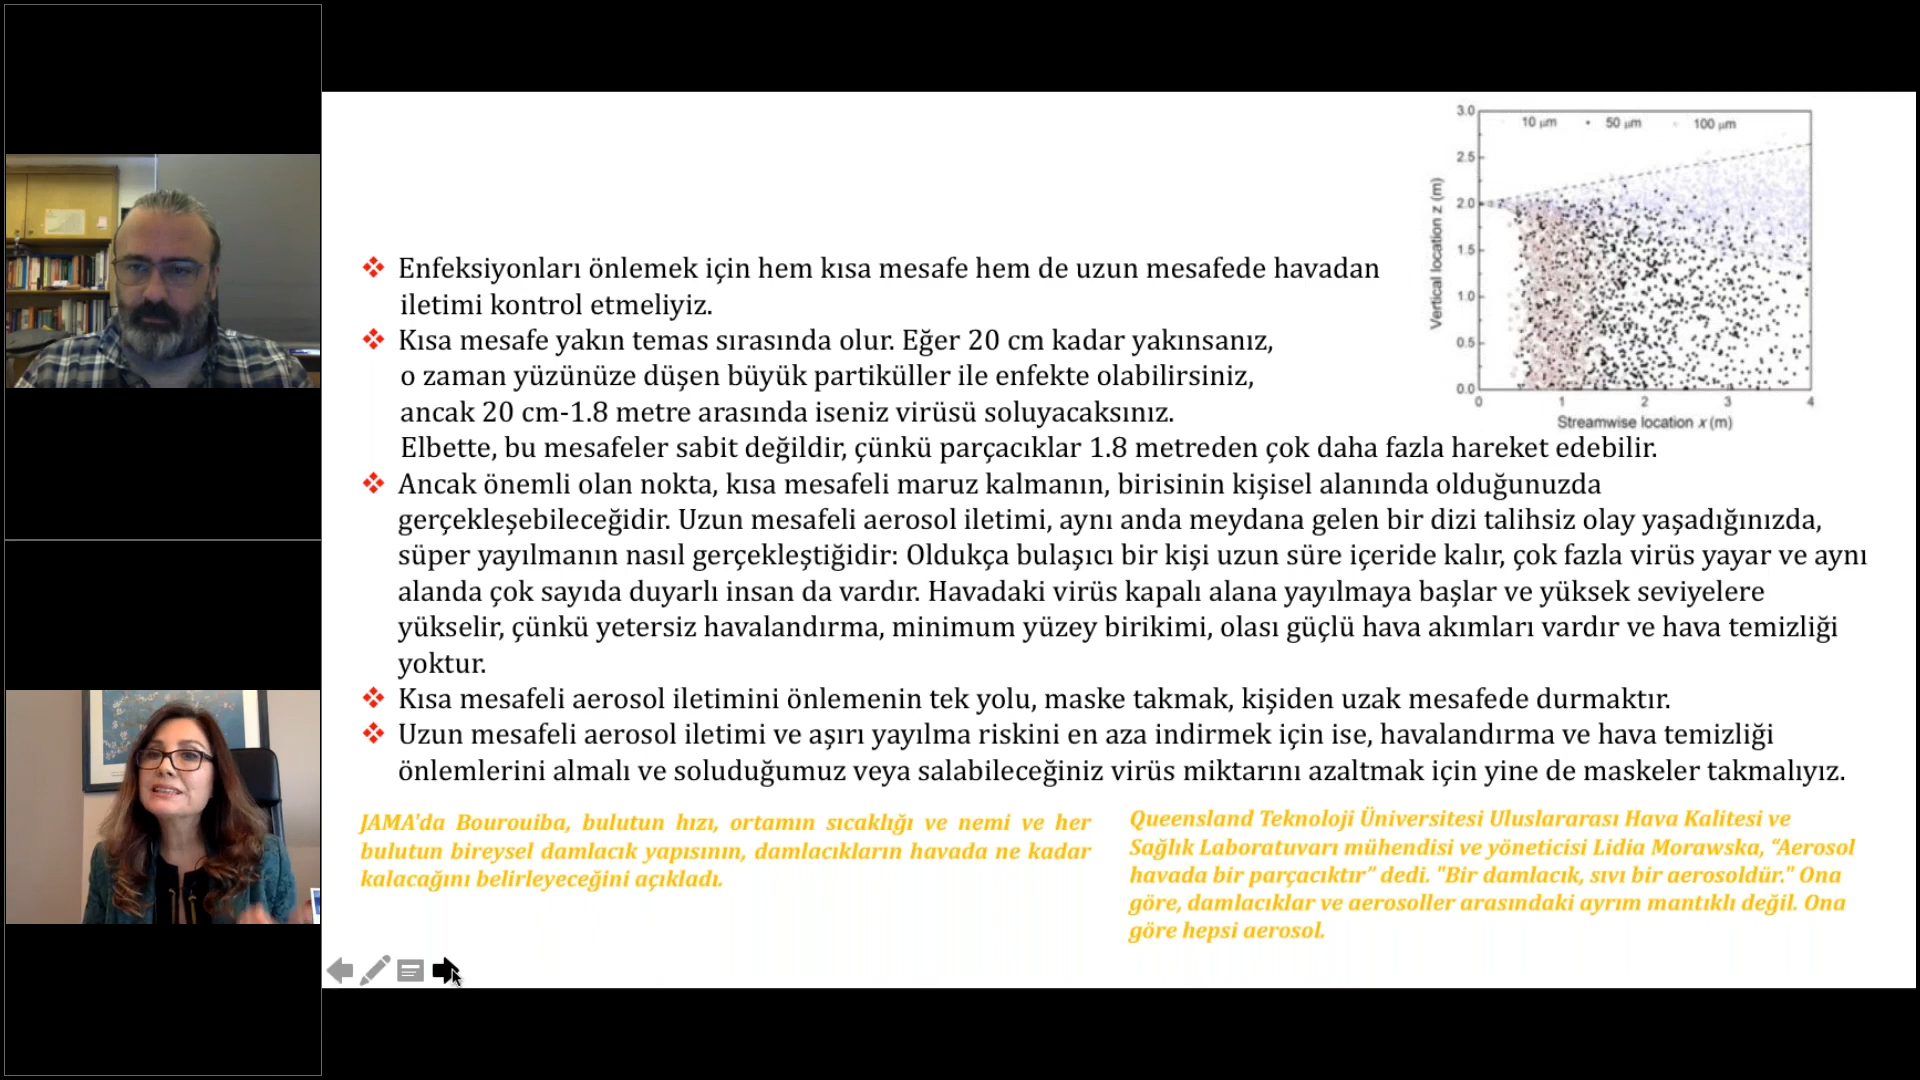 3.0
10 µm 50 µm 100 µm
2.5
2.0
1.5
1.0
0.5
0.0
0 1 2 3 4
Vertical location z (m)
Streamwise location x (m)
Enfeksiyonları önlemek için hem kısa mesafe hem de uzun mesafede havadan
iletimi kontrol etmeliyiz.
Kısa mesafe yakın temas sırasında olur. Eğer 20 cm kadar yakınsanız,
o zaman yüzünüze düşen büyük partiküller ile enfekte olabilirsiniz,
ancak 20 cm-1.8 metre arasında iseniz virüsü soluyacaksınız.
Elbette, bu mesafeler sabit değildir, çünkü parçacıklar 1.8 metreden çok daha fazla hareket edebilir.
Ancak önemli olan nokta, kısa mesafeli maruz kalmanın, birisinin kişisel alanında olduğunuzda
gerçekleşebileceğidir. Uzun mesafeli aerosol iletimi, aynı anda meydana gelen bir dizi talihsiz olay yaşadığınızda,
süper yayılmanın nasıl gerçekleştiğidir: Oldukça bulaşıcı bir kişi uzun süre içeride kalır, çok fazla virüs yayar ve aynı
alanda çok sayıda duyarlı insan da vardır. Havadaki virüs kapalı alana yayılmaya başlar ve yüksek seviyelere
yükselir, çünkü yetersiz havalandırma, minimum yüzey birikimi, olası güçlü hava akımları vardır ve hava temizliği
yoktur.
Kısa mesafeli aerosol iletimini önlemenin tek yolu, maske takmak, kişiden uzak mesafede durmaktır.
Uzun mesafeli aerosol iletimi ve aşırı yayılma riskini en aza indirmek için ise, havalandırma ve hava temizliği
önlemlerini almalı ve soluduğumuz veya salabileceğiniz virüs miktarını azaltmak için yine de maskeler takmalıyız.
JAMA'da Bourouiba, bulutun hızı, ortamın sıcaklığı ve nemi ve her
bulutun bireysel damlacık yapısının, damlacıkların havada ne kadar
kalacağını belirleyeceğini açıkladı.
Queensland Teknoloji Üniversitesi Uluslararası Hava Kalitesi ve
Sağlık Laboratuvarı mühendisi ve yöneticisi Lidia Morawska, “Aerosol
havada bir parçacıktır” dedi. "Bir damlacık, sıvı bir aerosoldür." Ona
göre, damlacıklar ve aerosoller arasındaki ayrım mantıklı değil. Ona
göre hepsi aerosol.